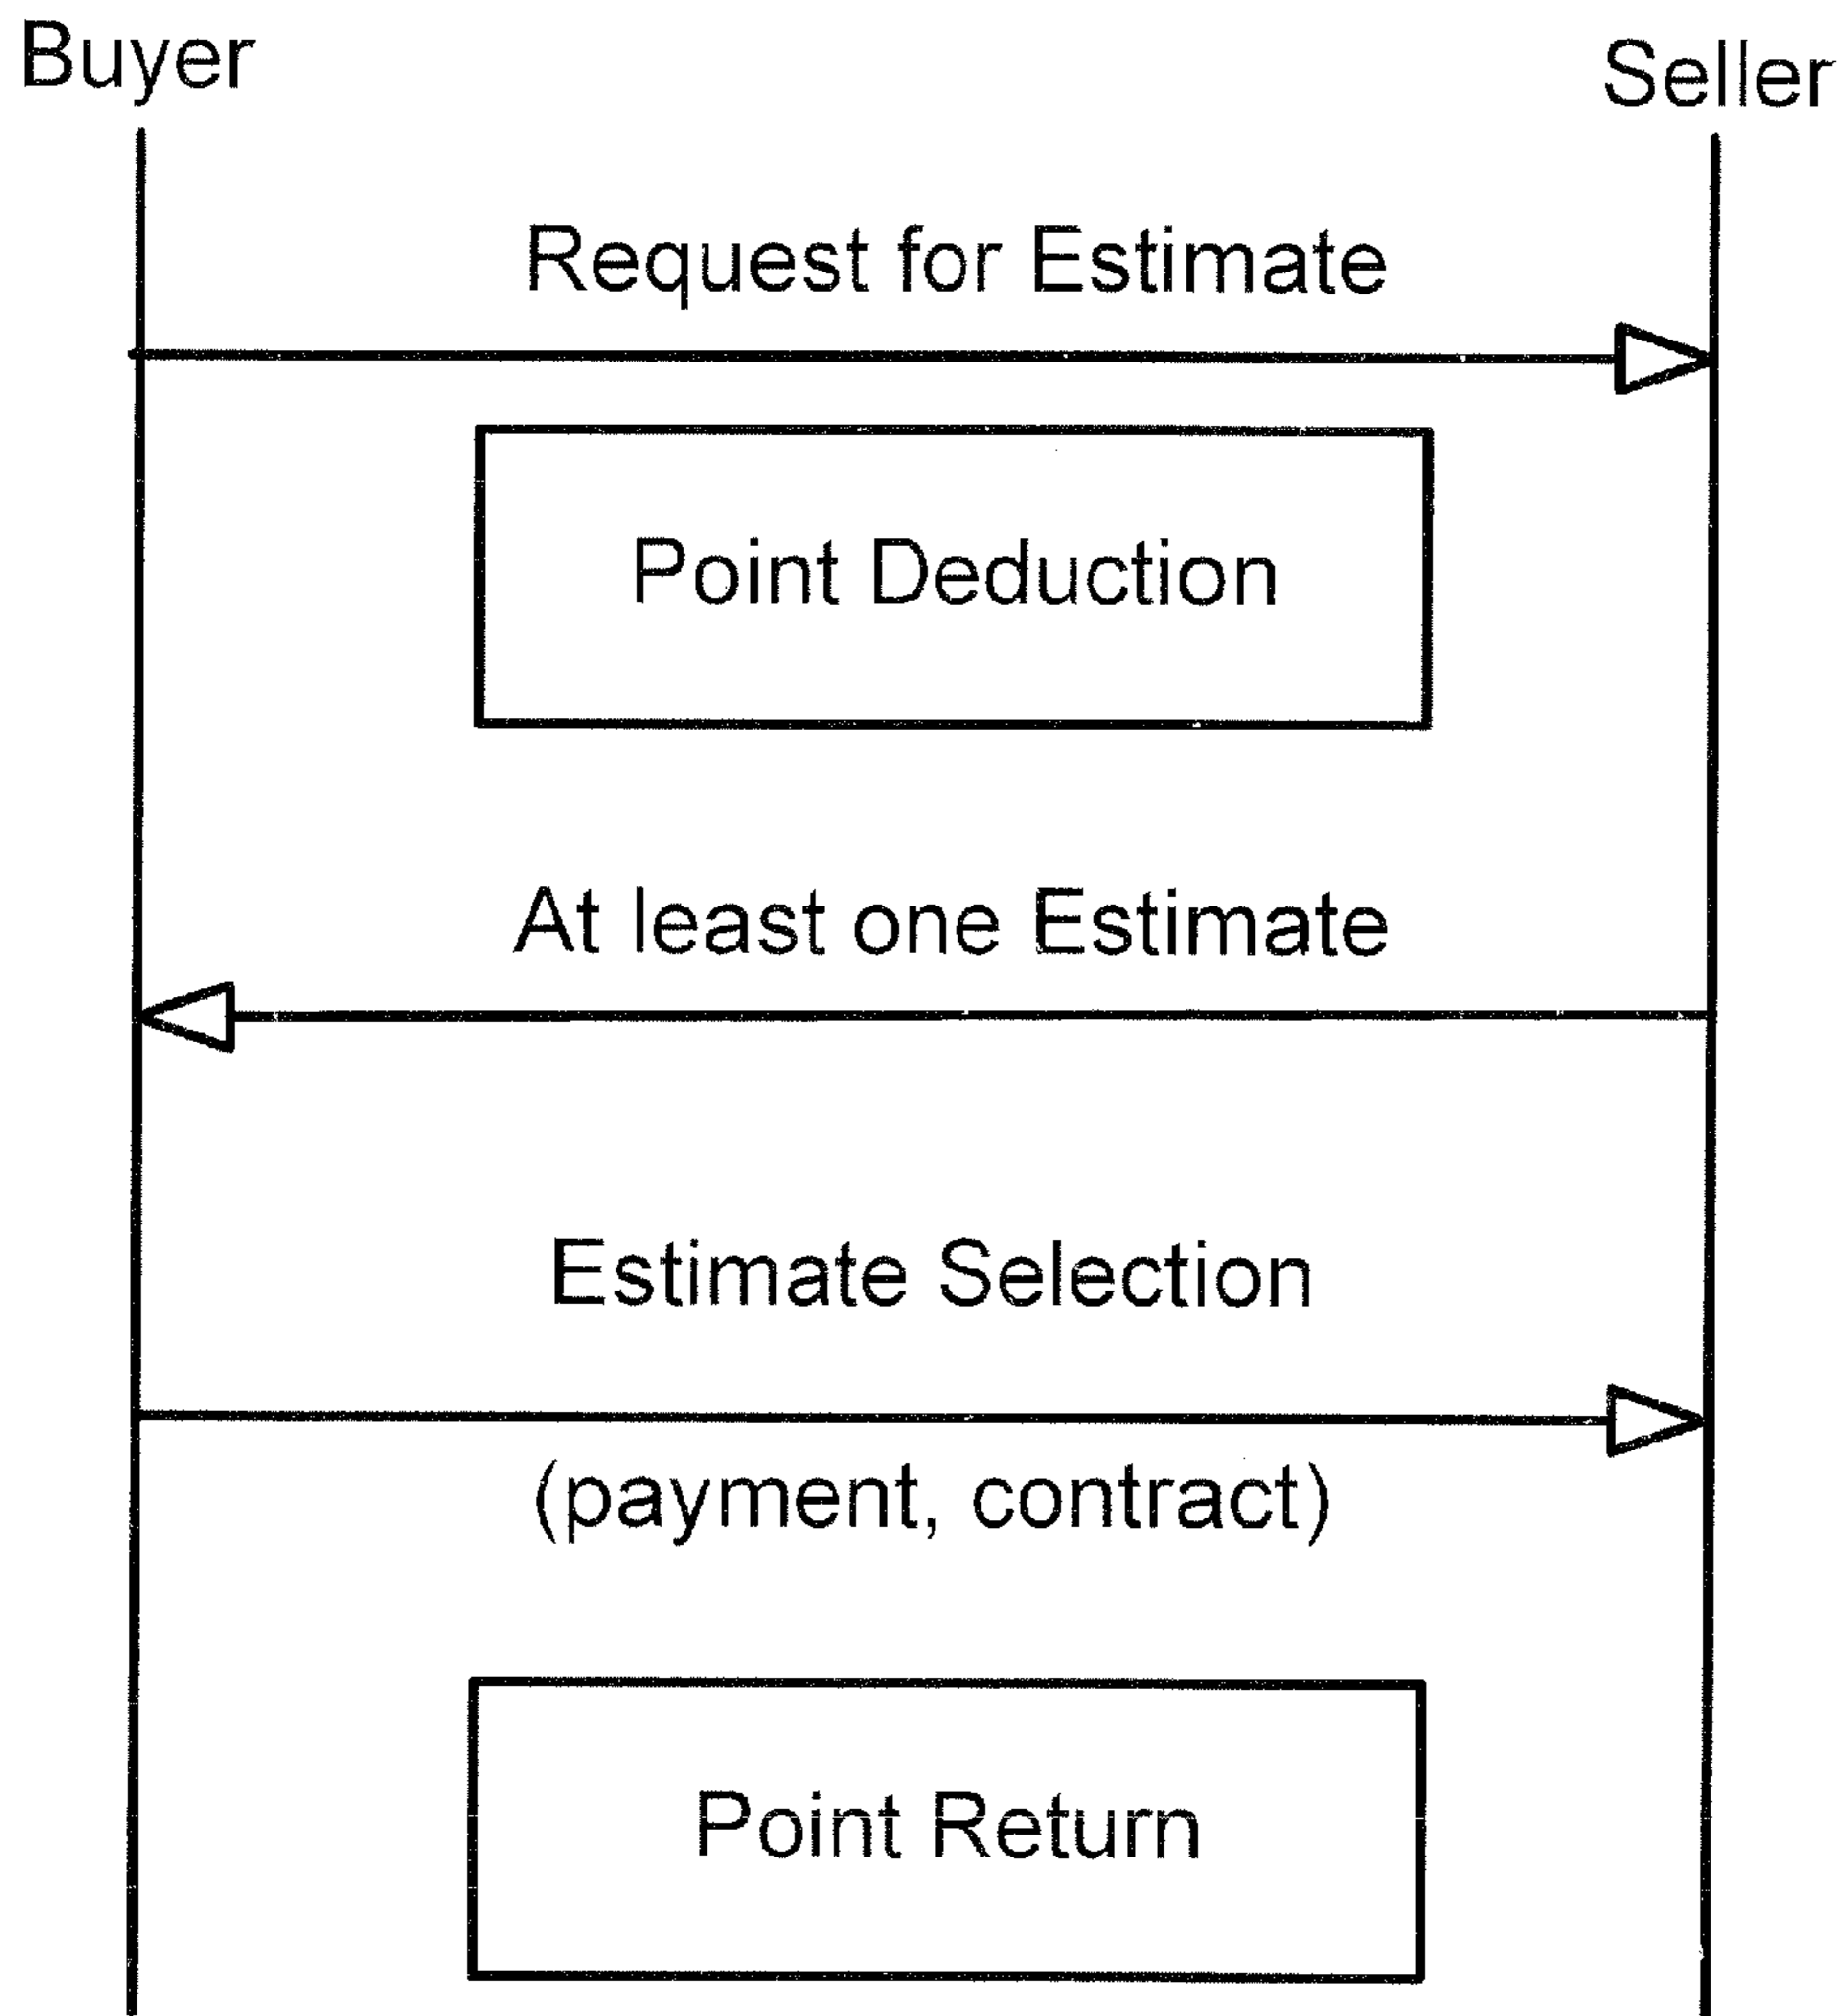 Buyer
Seller
Request for Estimate
Point Deduction
At least one Estimate
Estimate Selection
(payment, contract)
Point Return